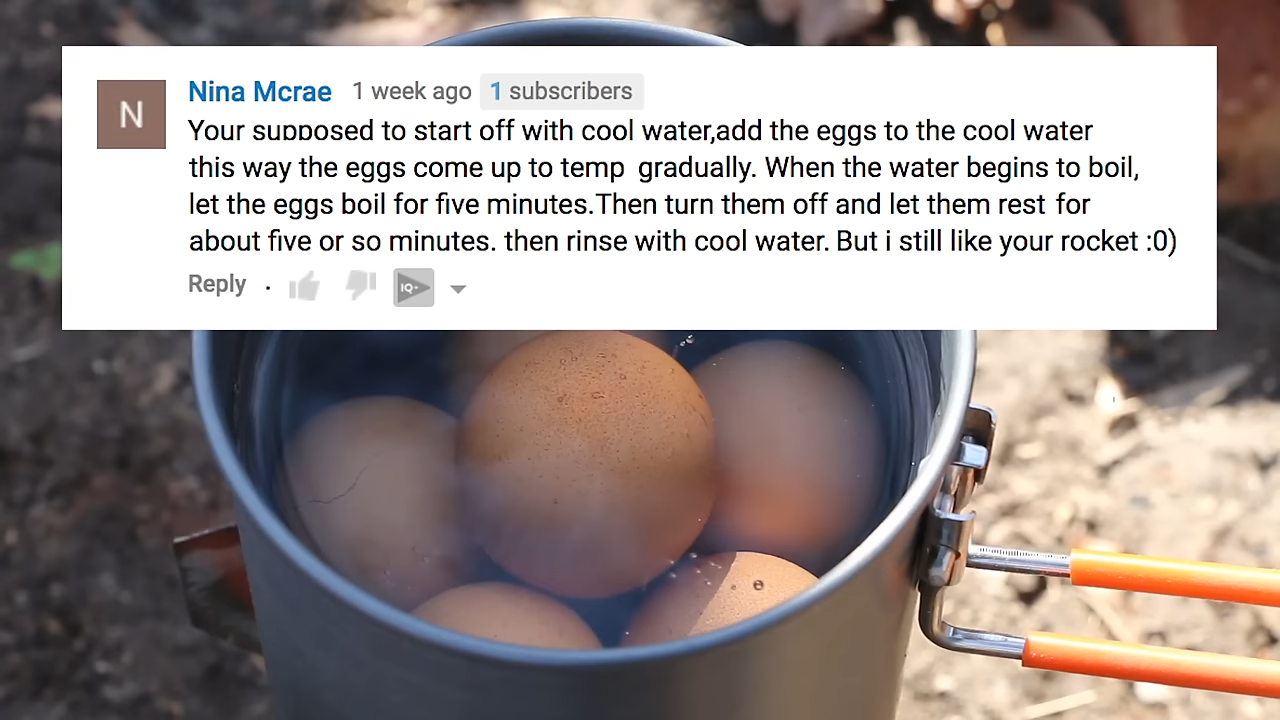 N
Nina Mcrae 1 week ago 1 subscribers
Your supposed to start off with cool water,add the eggs to the cool water
this way the eggs come up to temp gradually. When the water begins to boil,
let the eggs boil for five minutes.Then turn them off and let them rest for
about five or so minutes. then rinse with cool water. But i still like your rocket :0)
Reply
IQ